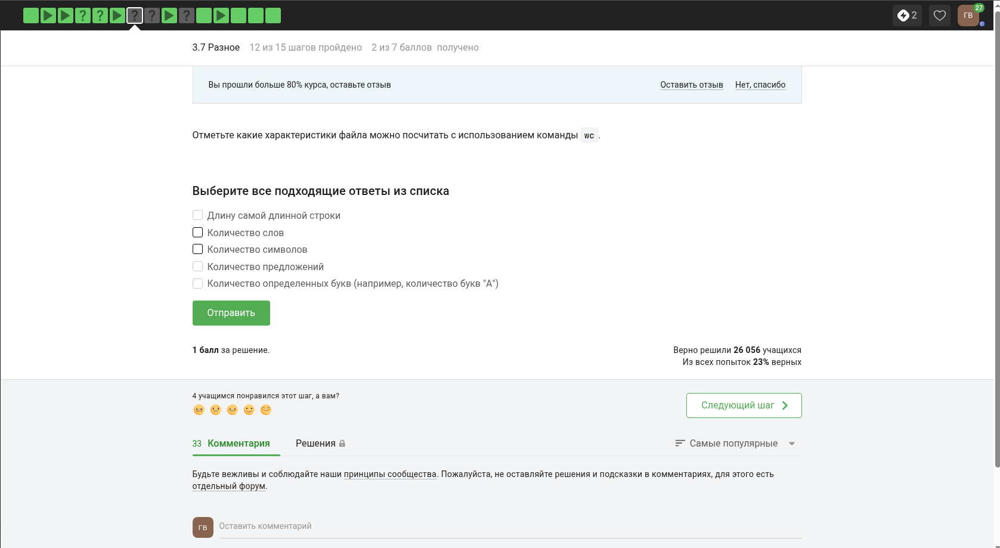 ? ? ? ? ? 2 ГВ 27
3.7 Разное 12 из 15 шагов пройдено 2 из 7 баллов получено
Вы прошли больше 80% курса, оставьте отзыв Оставить отзыв Нет, спасибо
Отметьте какие характеристики файла можно посчитать с использованием команды wc.
Выберите все подходящие ответы из списка
Длину самой длинной строки
Количество слов
Количество символов
Количество предложений
Количество определенных букв (например, количество букв "А")
Отправить
1 балл за решение. Верно решили 26 056 учащихся
Из всех попыток 23% верных
4 учащимся понравился этот шаг, а вам?
Следующий шаг
33 Комментария Решения Самые популярные
Будьте вежливы и соблюдайте наши принципы сообщества. Пожалуйста, не оставляйте решения и подсказки в комментариях, для этого есть
отдельный форум.
ГВ Оставить комментарий